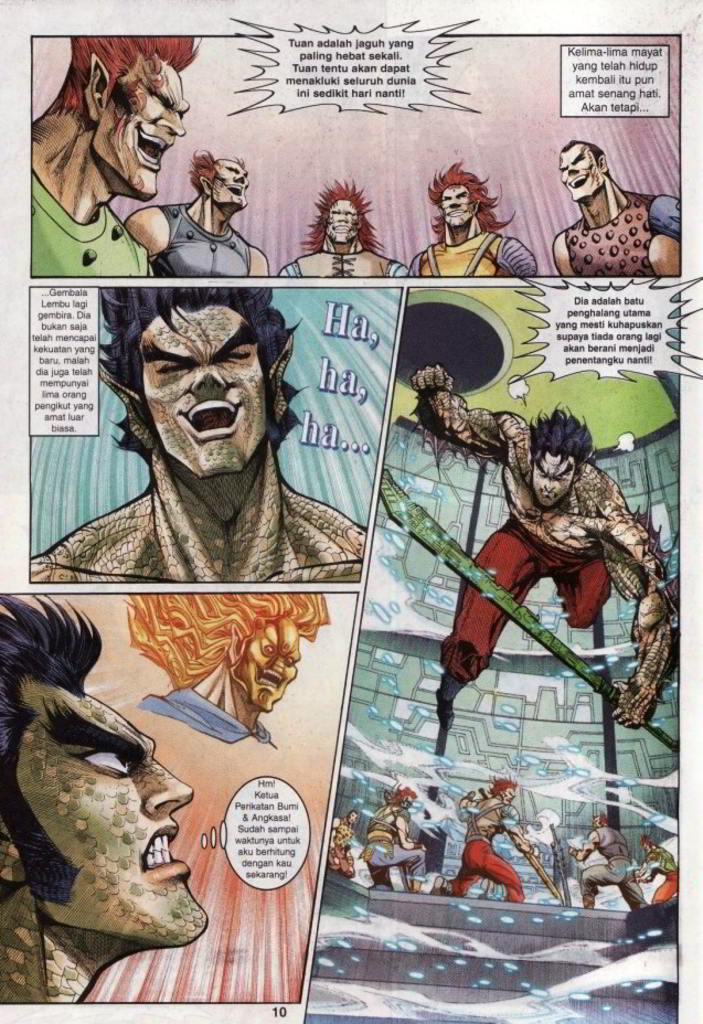 Tuan adalah jaguh yang
paling hebat sekali.
Tuan tentu akan dapat
menakluki seluruh dunia
ini sedikit hari nanti!
Kelima-lima mayat
yang telah hidup
kembali itu pun
amat senang hati.
Akan tetapi...
...Gembala
Lembu lagi
gembira. Dia
bukan saja
telah mencapai
kekuatan yang
baru, malah
dia juga telah
mempunyai
lima orang
pengikut yang
amat luar
biasa.
Ha,
ha,
ha...
Dia adalah batu
penghalang utama
yang mesti kuhapuskan
supaya tiada orang lagi
akan berani menjadi
penentangku nanti!
Hm!
Ketua
Perikatan Bumi
& Angkasa!
Sudah sampai
waktunya untuk
aku berhitung
dengan kau
sekarang!
10